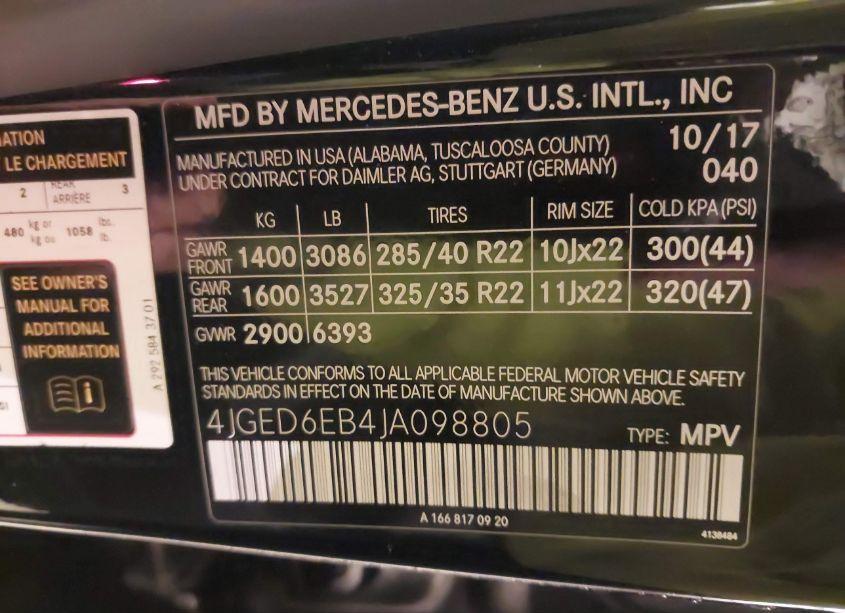 MATION
T LE CHARGEMENT
2 REAR ARRIÈRE 3
480 kg or kg ou 1058 lbs. lb.
SEE OWNER'S
MANUAL FOR
ADDITIONAL
INFORMATION
A 292 584 37 01
MFD BY MERCEDES-BENZ U.S. INTL., INC
MANUFACTURED IN USA (ALABAMA, TUSCALOOSA COUNTY) 10/17
UNDER CONTRACT FOR DAIMLER AG, STUTTGART (GERMANY) 040
KG LB TIRES RIM SIZE COLD KPA (PSI)
GAWR FRONT 1400 3086 285/40 R22 10Jx22 300(44)
GAWR REAR 1600 3527 325/35 R22 11Jx22 320(47)
GVWR 2900 6393
THIS VEHICLE CONFORMS TO ALL APPLICABLE FEDERAL MOTOR VEHICLE SAFETY
STANDARDS IN EFFECT ON THE DATE OF MANUFACTURE SHOWN ABOVE.
4JGED6EB4JA098805 TYPE: MPV
A 166 817 09 20
4138484